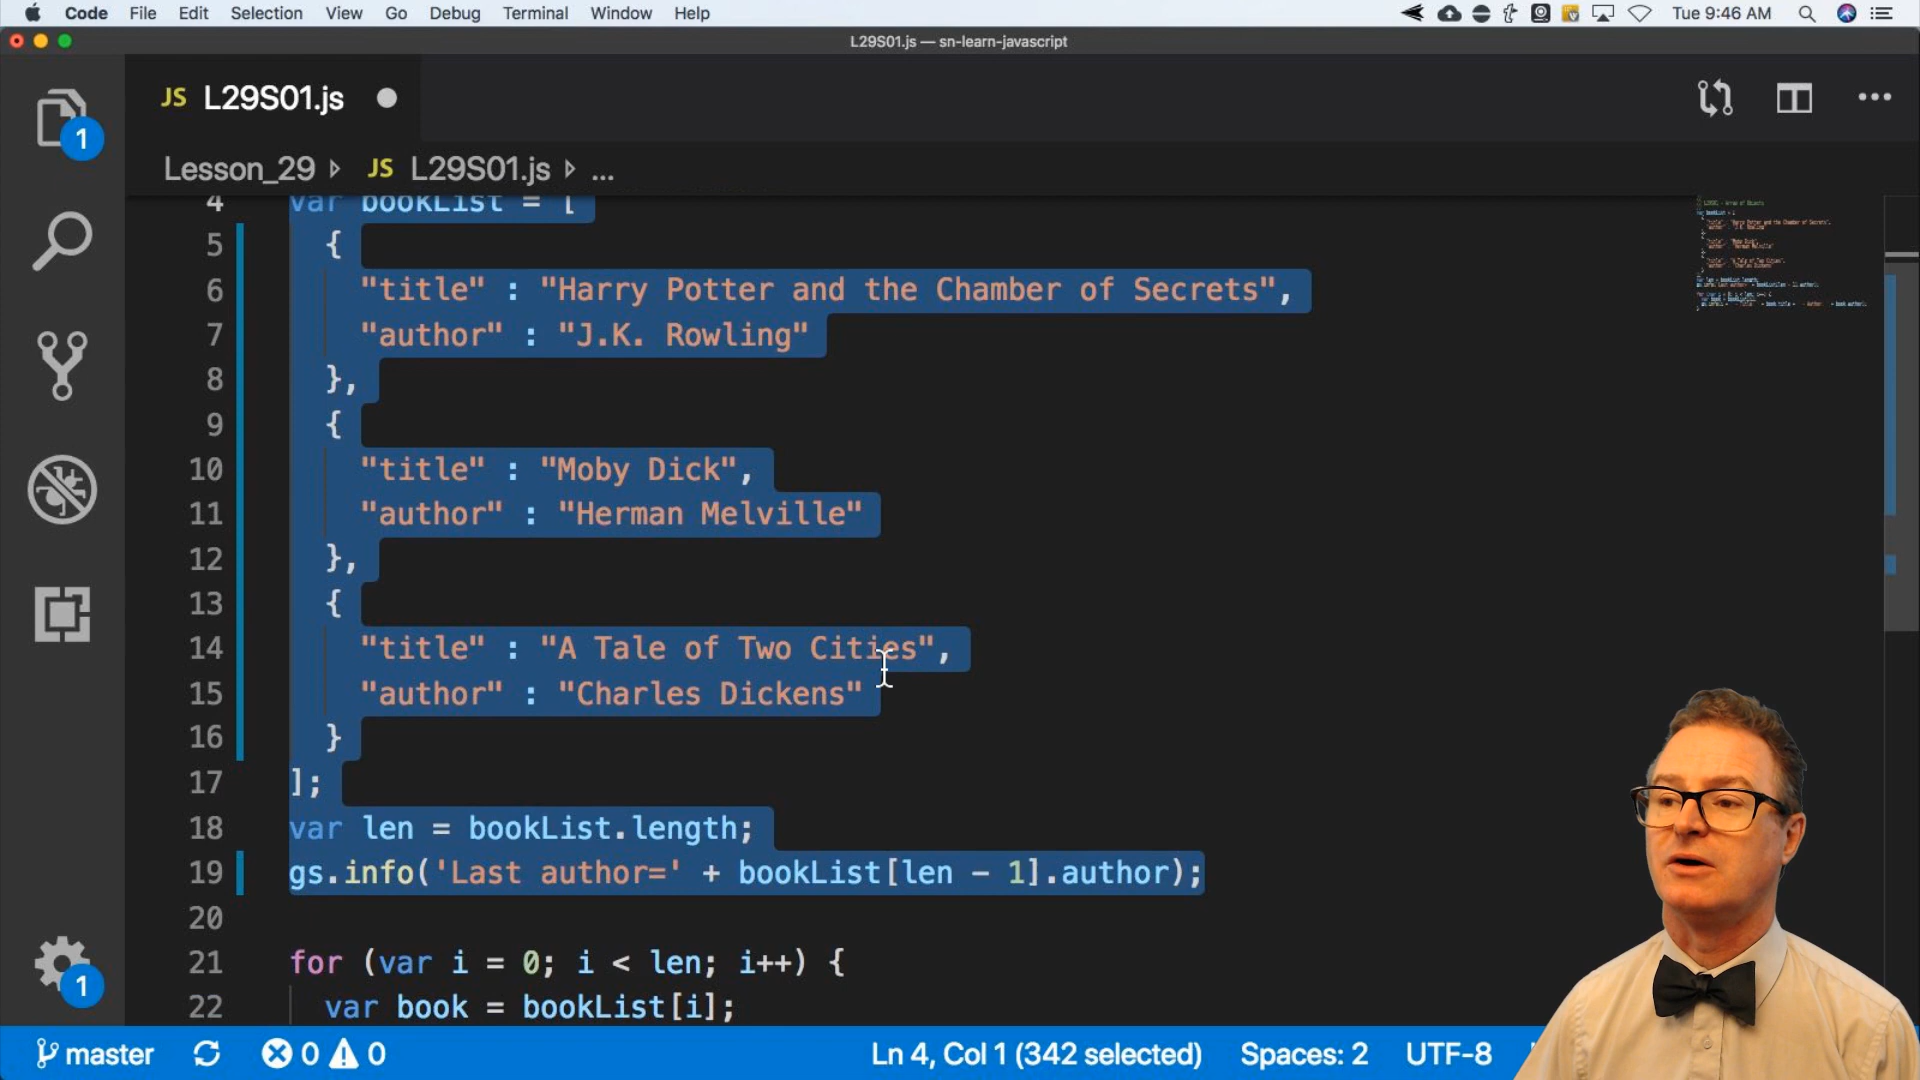 Code File Edit Selection View Go Debug Terminal Window Help Tue 9:46 AM
L29S01.js — sn-learn-javascript
JS L29S01.js
1
Lesson_29 JS L29S01.js ...
4 var bookList = [
5 {
6 "title" : "Harry Potter and the Chamber of Secrets",
7 "author" : "J.K. Rowling"
8 },
9 {
10 "title" : "Moby Dick",
11 "author" : "Herman Melville"
12 },
13 {
14 "title" : "A Tale of Two Cities",
15 "author" : "Charles Dickens"
16 }
17 ];
18 var len = bookList.length;
19 gs.info('Last author=' + bookList[len - 1].author);
20
21 for (var i = 0; i < len; i++) {
22 var book = bookList[i];
1
master 0 0 Ln 4, Col 1 (342 selected) Spaces: 2 UTF-8